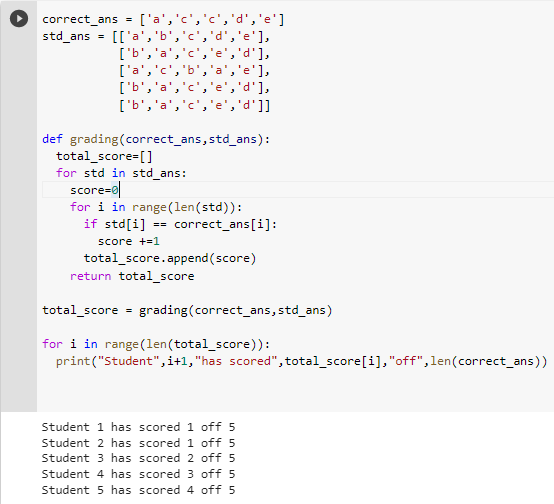 correct_ans = ['a','c','c','d','e']
std_ans = [['a','b','c','d','e'],
           ['b','a','c','e','d'],
           ['a','c','b','a','e'],
           ['b','a','c','e','d'],
           ['b','a','c','e','d']]

def grading(correct_ans,std_ans):
  total_score=[]
  for std in std_ans:
    score=0
    for i in range(len(std)):
      if std[i] == correct_ans[i]:
        score +=1
      total_score.append(score)
    return total_score

total_score = grading(correct_ans,std_ans)

for i in range(len(total_score)):
  print("Student",i+1,"has scored",total_score[i],"off",len(correct_ans))

Student 1 has scored 1 off 5
Student 2 has scored 1 off 5
Student 3 has scored 2 off 5
Student 4 has scored 3 off 5
Student 5 has scored 4 off 5